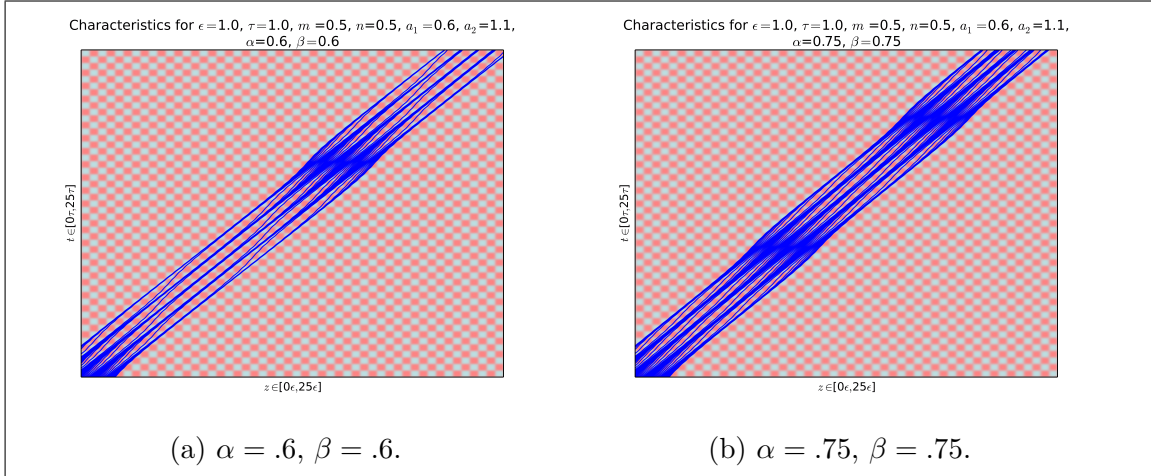 Characteristics for ϵ=1.0, τ=1.0, m =0.5, n=0.5, a₁ =0.6, a₂=1.1,
α=0.6, β=0.6
t∈[0τ,25τ]
z∈[0ϵ,25ϵ]
(a) α = .6, β = .6.
Characteristics for ϵ=1.0, τ=1.0, m =0.5, n=0.5, a₁ =0.6, a₂=1.1,
α=0.75, β=0.75
t∈[0τ,25τ]
z∈[0ϵ,25ϵ]
(b) α = .75, β = .75.